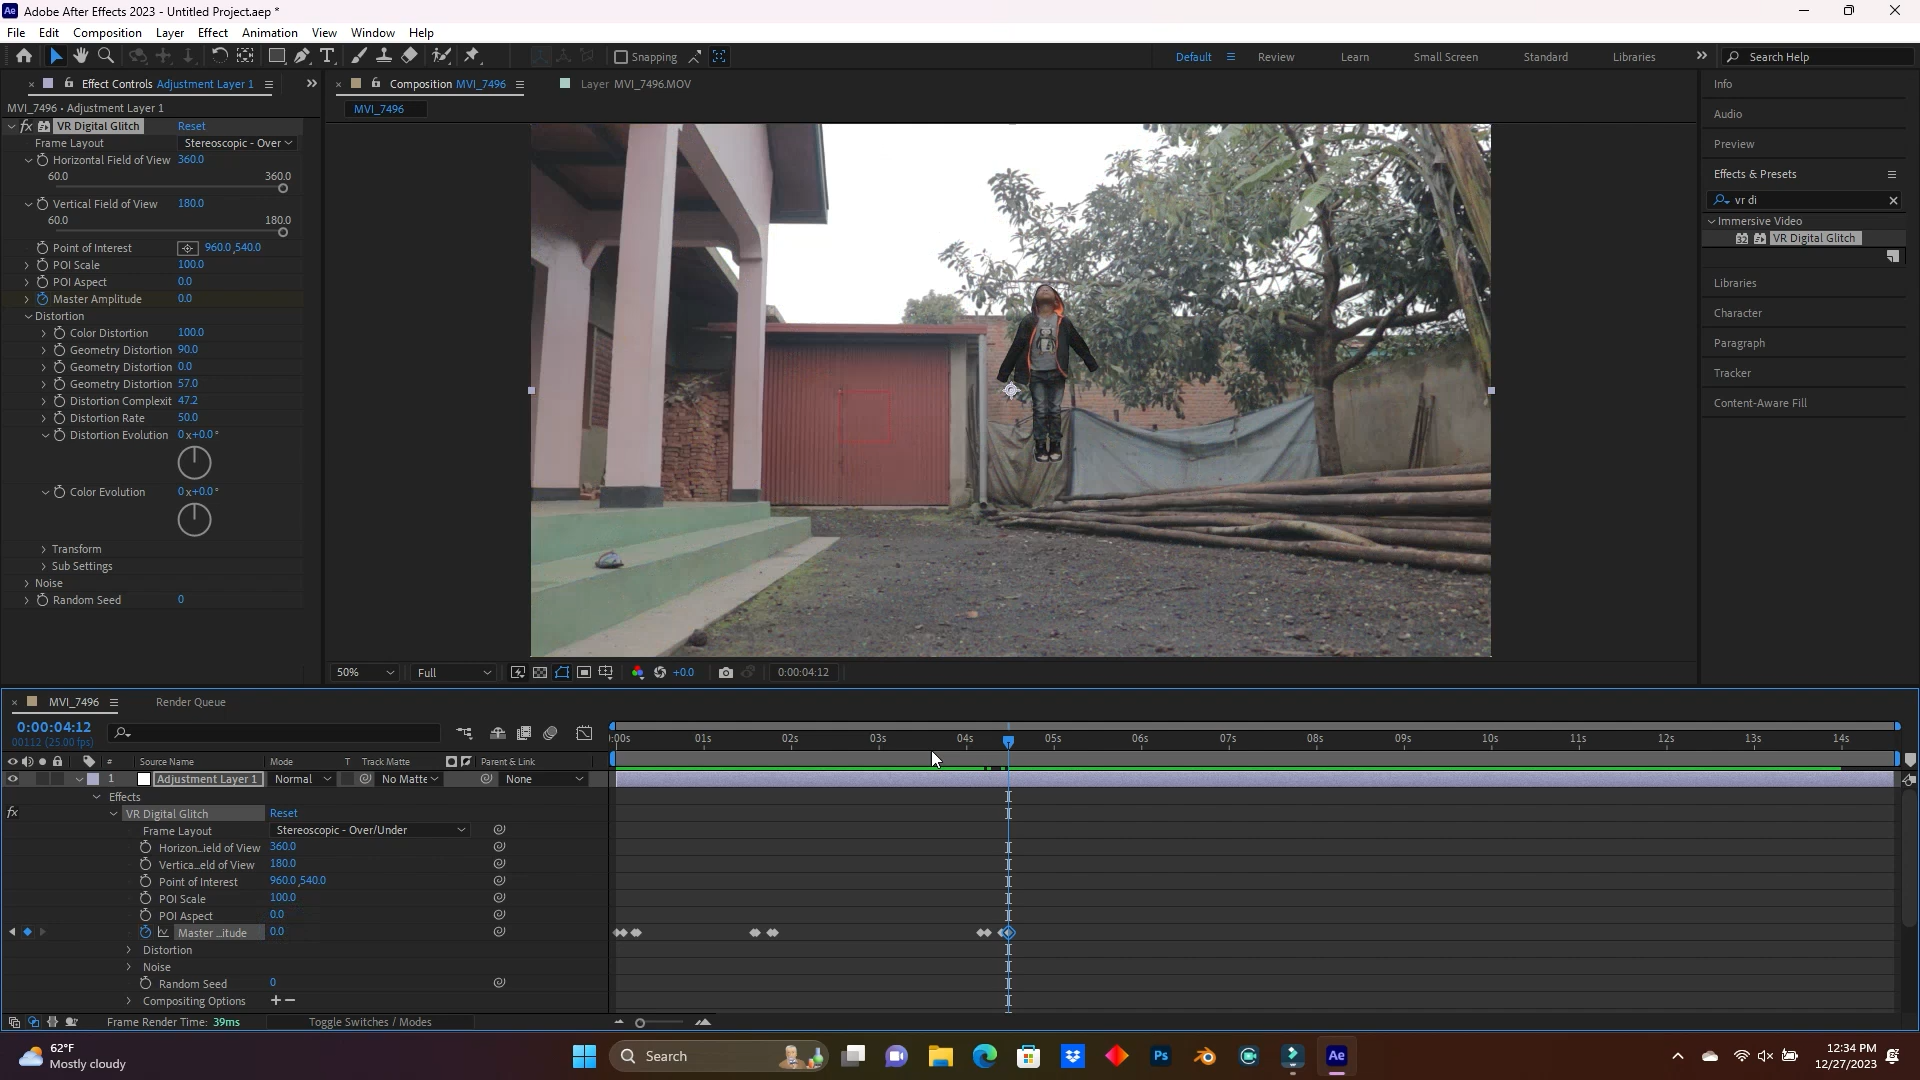 Adobe After Effects 2023 - Untitled Project.aep *
File Edit Composition Layer Effect Animation View Window Help
Snapping
Default Review Learn Small Screen Standard Libraries Search Help
Effect Controls Adjustment Layer 1
Composition MVI_7496
Layer MVI_7496.MOV
MVI_7496 • Adjustment Layer 1
MVI_7496
fx VR Digital Glitch Reset
Frame Layout Stereoscopic - Over
Horizontal Field of View 360.0
60.0 360.0
Vertical Field of View 180.0
60.0 180.0
Point of Interest 960.0,540.0
POI Scale 100.0
POI Aspect 0.0
Master Amplitude 0.0
Distortion
Color Distortion 100.0
Geometry Distortion 90.0
Geometry Distortion 0.0
Geometry Distortion 57.0
Distortion Complexit 47.2
Distortion Rate 50.0
Distortion Evolution 0x+0.0°
Color Evolution 0x+0.0°
Transform
Sub Settings
Noise
Random Seed 0
Info
Audio
Preview
Effects & Presets
vr di
Immersive Video
32 VR Digital Glitch
Libraries
Character
Paragraph
Tracker
Content-Aware Fill
50% Full +0.0 0:00:04:12
MVI_7496 Render Queue
0:00:04:12
00112 (25.00 fps)
:00s 01s 02s 03s 04s 05s 06s 07s 08s 09s 10s 11s 12s 13s 14s
# Source Name Mode T Track Matte Parent & Link
1 Adjustment Layer 1 Normal No Matte None
Effects
fx VR Digital Glitch Reset
Frame Layout Stereoscopic - Over/Under
Horizon...ield of View 360.0
Vertica...eld of View 180.0
Point of Interest 960.0,540.0
POI Scale 100.0
POI Aspect 0.0
Master ...itude 0.0
Distortion
Noise
Random Seed 0
Compositing Options + −
Frame Render Time: 39ms Toggle Switches / Modes
62°F
Mostly cloudy
Search
Ps
Ae
12:34 PM
12/27/2023